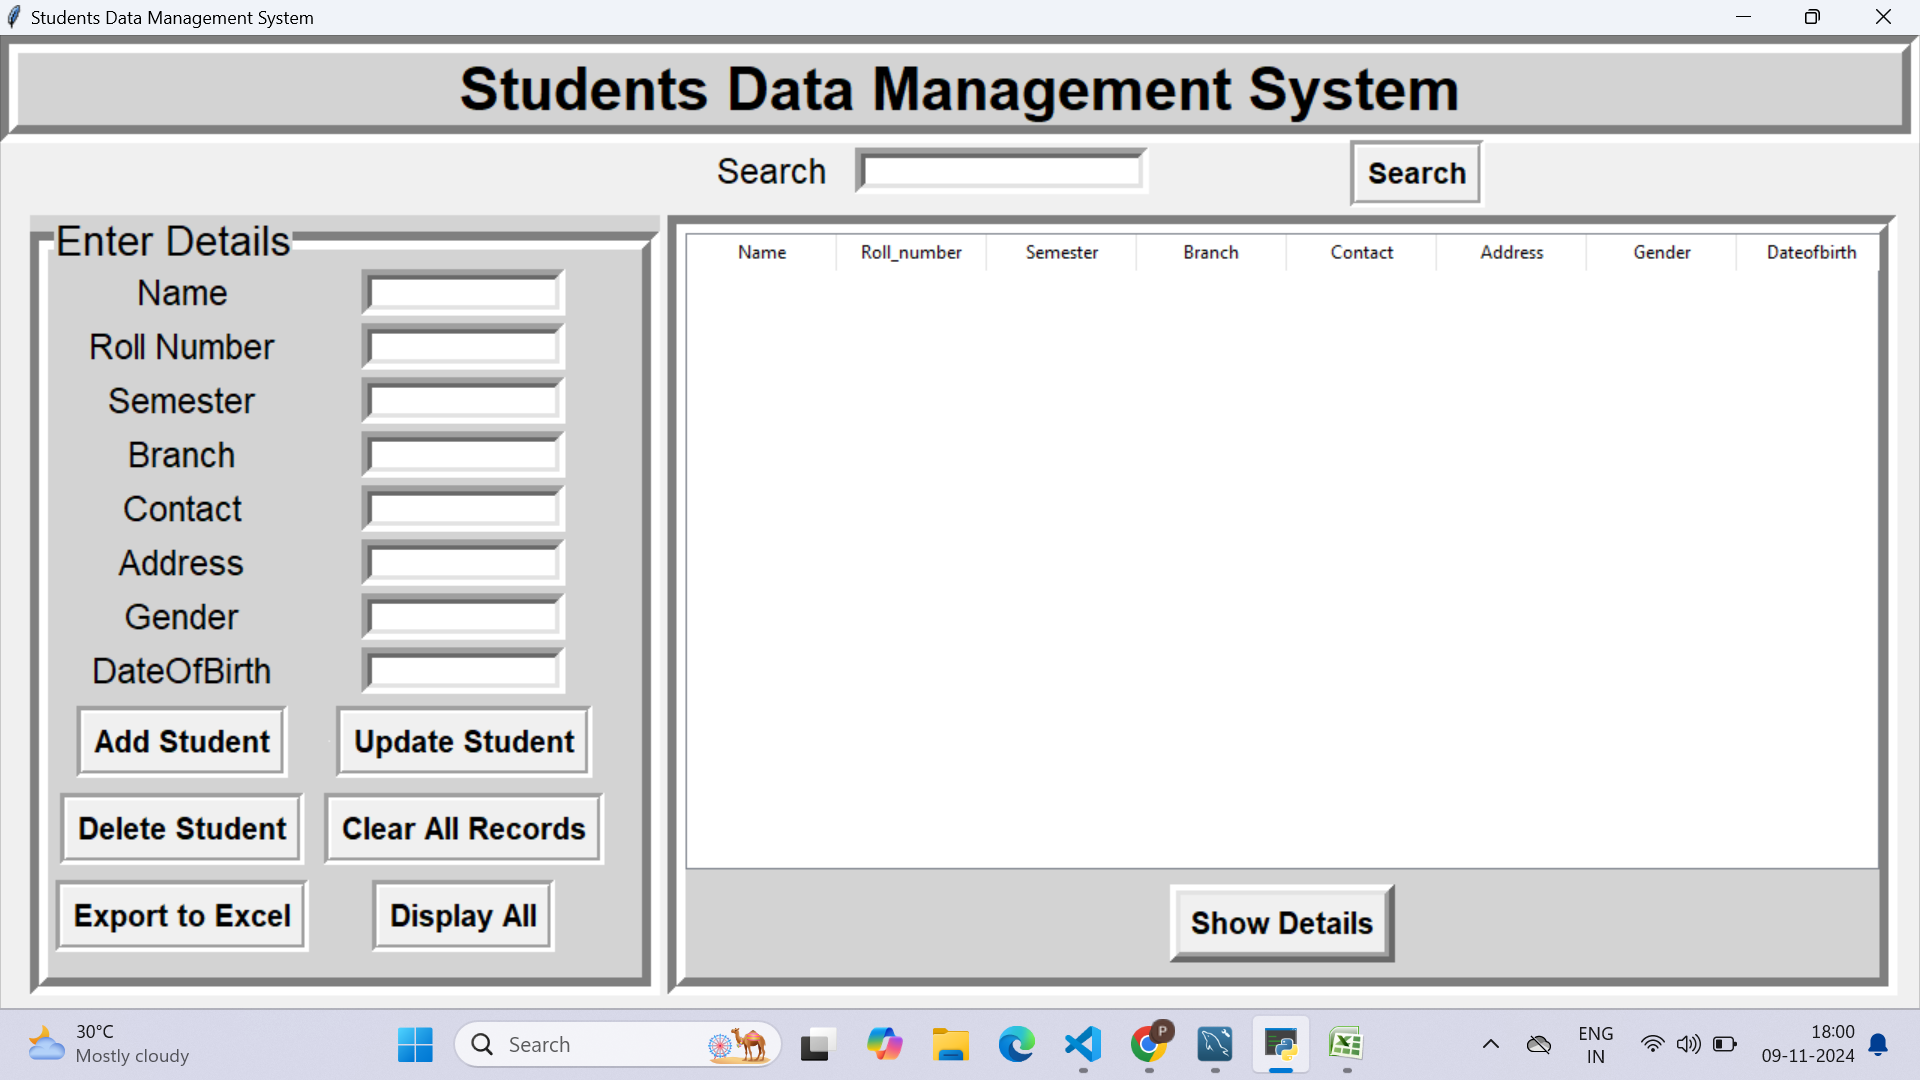 Students Data Management System
Students Data Management System
Search Search
Enter Details
Name
Roll Number
Semester
Branch
Contact
Address
Gender
DateOfBirth
Add Student Update Student
Delete Student Clear All Records
Export to Excel Display All
Name Roll_number Semester Branch Contact Address Gender Dateofbirth
Show Details
30°C
Mostly cloudy
Search
P
ENG
IN
18:00
09-11-2024